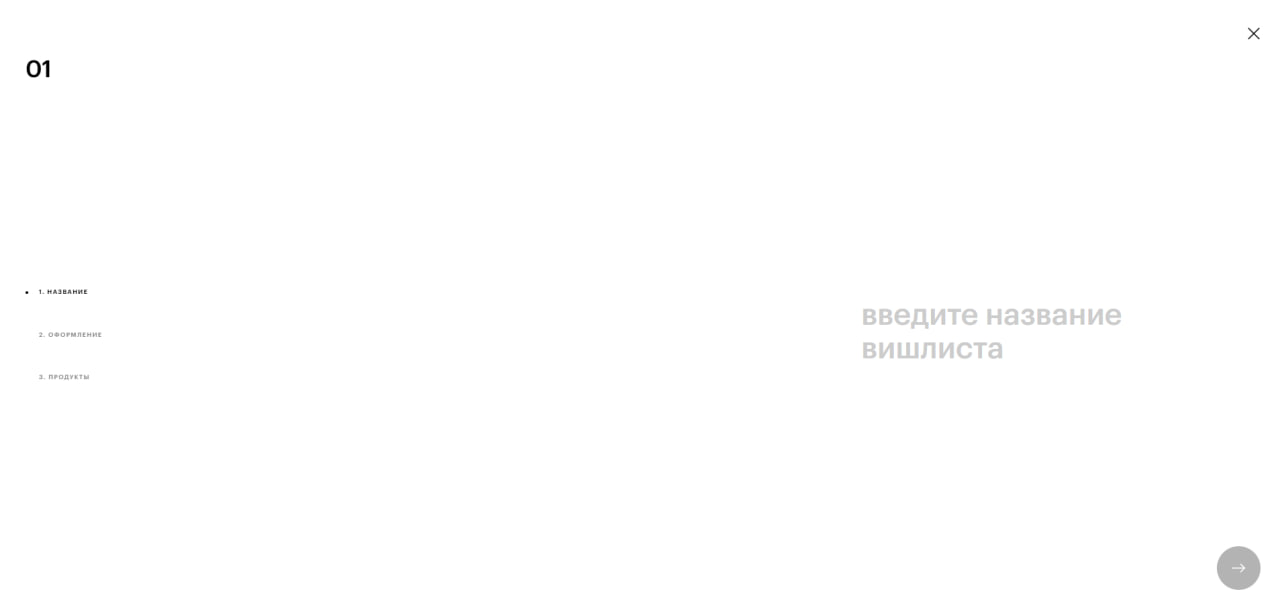 01
1. НАЗВАНИЕ
2. ОФОРМЛЕНИЕ
3. ПРОДУКТЫ
введите название
вишлиста